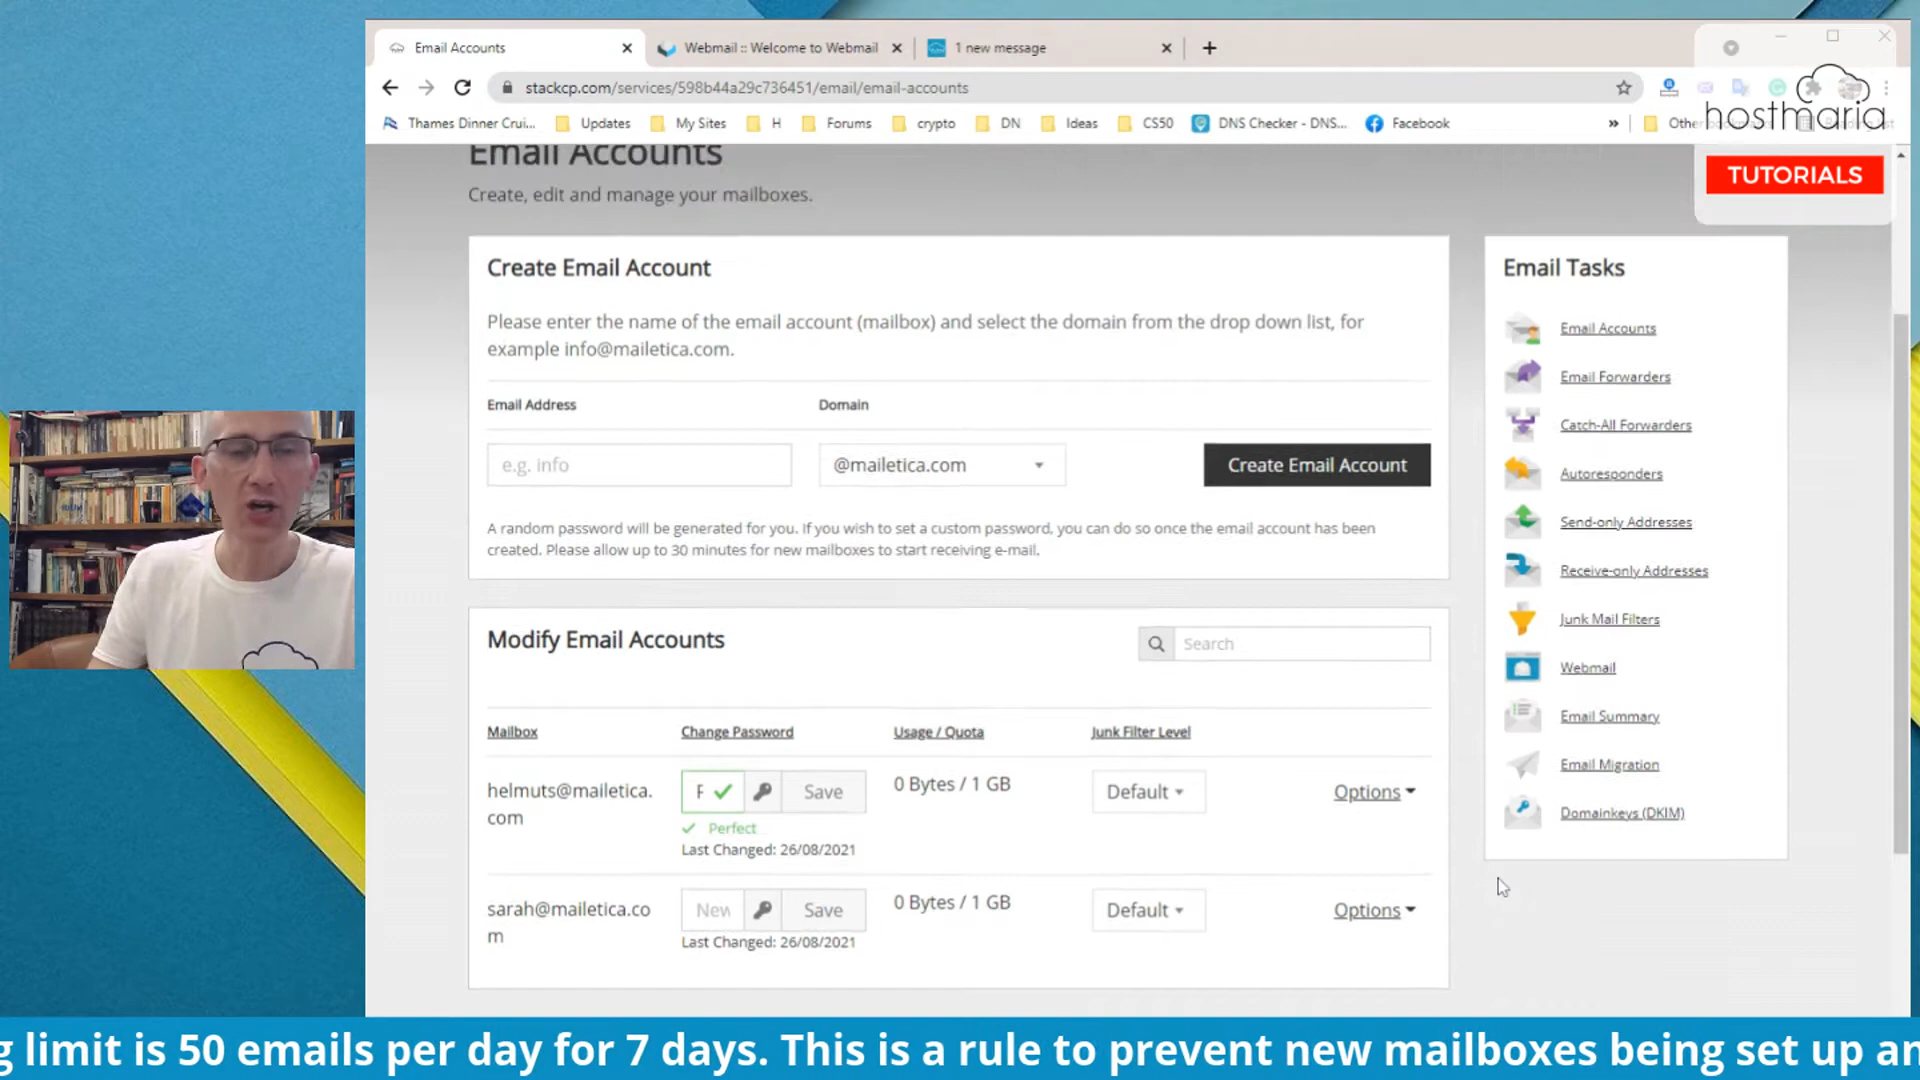 Email Accounts
Webmail :: Welcome to Webmail
1 new message
stackcp.com/services/598b44a29c736451/email/email-accounts
Thames Dinner Crui...
Updates
My Sites
H
Forums
crypto
DN
Ideas
CS50
DNS Checker - DNS...
Facebook
»
hostmaria
TUTORIALS
Email Accounts
Create, edit and manage your mailboxes.
Create Email Account
Please enter the name of the email account (mailbox) and select the domain from the drop down list, for
example info@mailetica.com.
Email Address
Domain
e.g. info
@mailetica.com
Create Email Account
A random password will be generated for you. If you wish to set a custom password, you can do so once the email account has been
created. Please allow up to 30 minutes for new mailboxes to start receiving e-mail.
Modify Email Accounts
Search
Mailbox
Change Password
Usage / Quota
Junk Filter Level
helmuts@mailetica.
com
Save
Perfect
Last Changed: 26/08/2021
0 Bytes / 1 GB
Default
Options
sarah@mailetica.co
m
New
Save
Last Changed: 26/08/2021
0 Bytes / 1 GB
Default
Options
Email Tasks
Email Accounts
Email Forwarders
Catch-All Forwarders
Autoresponders
Send-only Addresses
Receive-only Addresses
Junk Mail Filters
Webmail
Email Summary
Email Migration
Domainkeys (DKIM)
g limit is 50 emails per day for 7 days. This is a rule to prevent new mailboxes being set up an